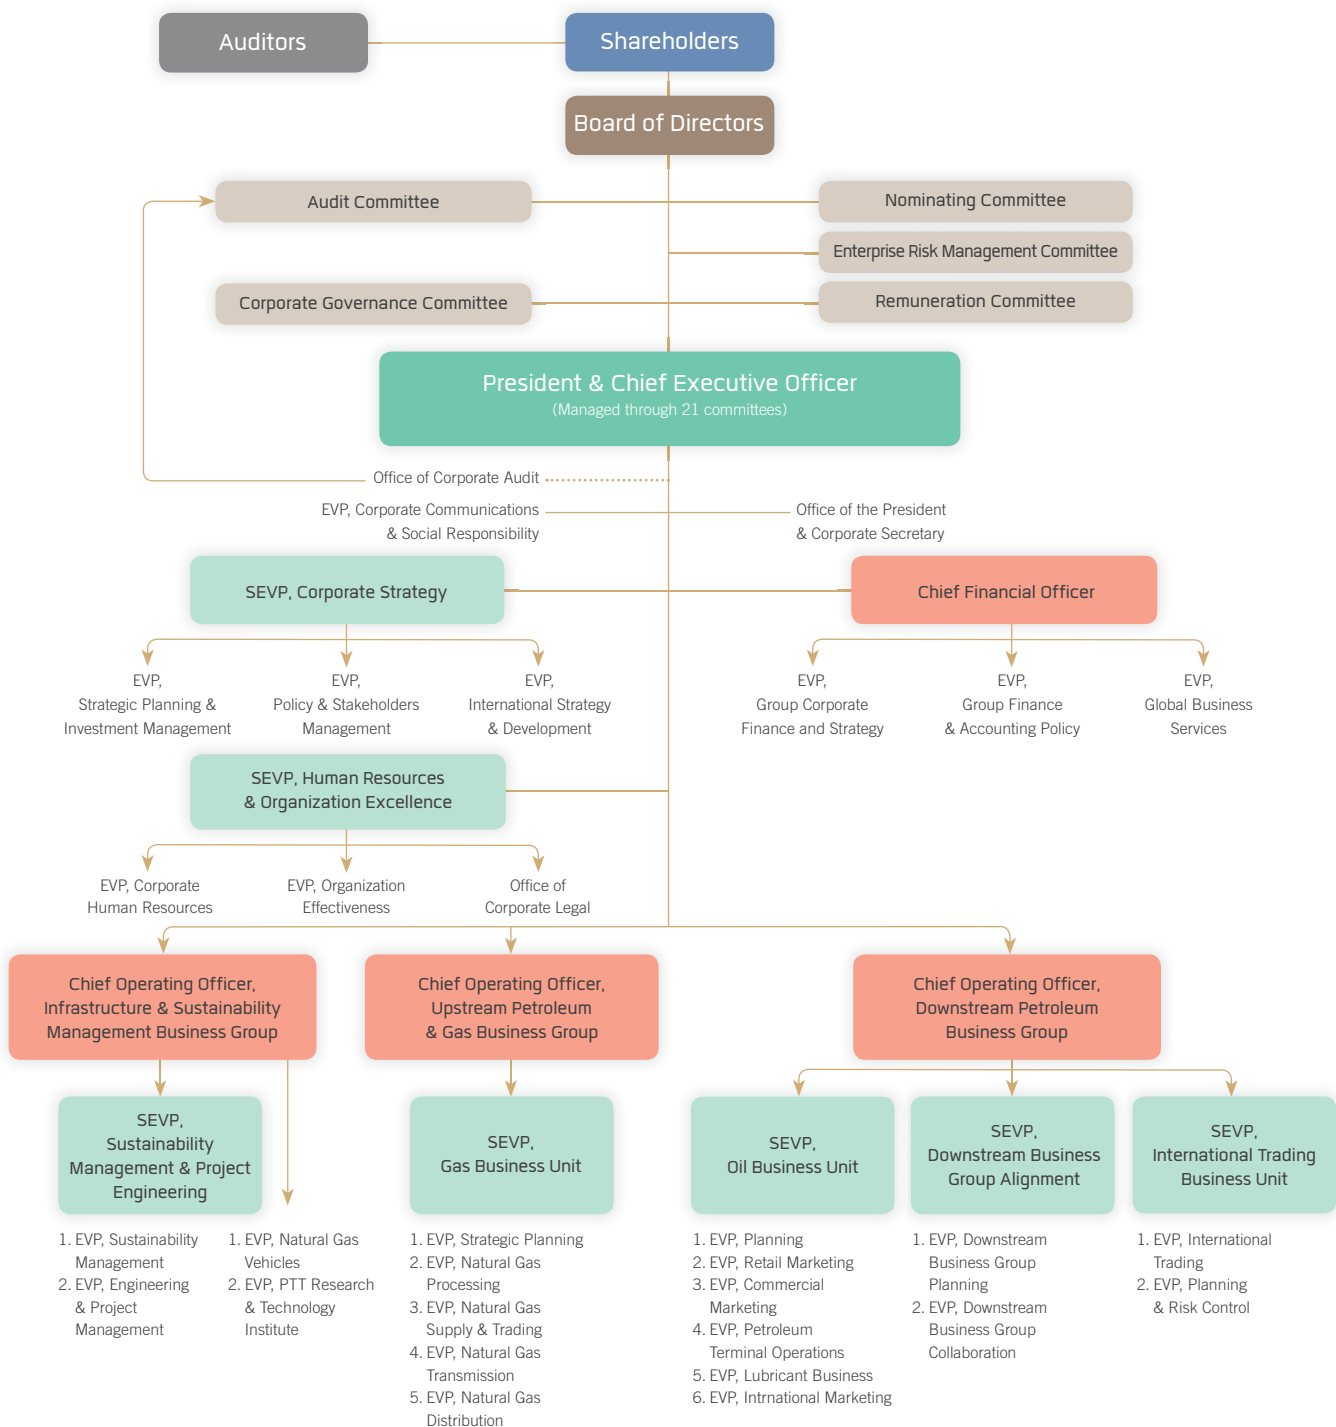 Auditors
Shareholders
Board of Directors
Audit Committee
Nominating Committee
Enterprise Risk Management Committee
Corporate Governance Committee
Remuneration Committee
President & Chief Executive Officer
(Managed through 21 committees)
Office of Corporate Audit
EVP, Corporate Communications
& Social Responsibility
Office of the President
& Corporate Secretary
SEVP, Corporate Strategy
Chief Financial Officer
EVP,
Strategic Planning &
Investment Management
EVP,
Policy & Stakeholders
Management
EVP,
International Strategy
& Development
EVP,
Group Corporate
Finance and Strategy
EVP,
Group Finance
& Accounting Policy
EVP,
Global Business
Services
SEVP, Human Resources
& Organization Excellence
EVP, Corporate
Human Resources
EVP, Organization
Effectiveness
Office of
Corporate Legal
Chief Operating Officer,
Infrastructure & Sustainability
Management Business Group
Chief Operating Officer,
Upstream Petroleum
& Gas Business Group
Chief Operating Officer,
Downstream Petroleum
Business Group
SEVP,
Sustainability
Management & Project
Engineering
SEVP,
Gas Business Unit
SEVP,
Oil Business Unit
SEVP,
Downstream Business
Group Alignment
SEVP,
International Trading
Business Unit
1. EVP, Sustainability
Management
2. EVP, Engineering
& Project
Management
1. EVP, Natural Gas
Vehicles
2. EVP, PTT Research
& Technology
Institute
1. EVP, Strategic Planning
2. EVP, Natural Gas
Processing
3. EVP, Natural Gas
Supply & Trading
4. EVP, Natural Gas
Transmission
5. EVP, Natural Gas
Distribution
1. EVP, Planning
2. EVP, Retail Marketing
3. EVP, Commercial
Marketing
4. EVP, Petroleum
Terminal Operations
5. EVP, Lubricant Business
6. EVP, Intrnational Marketing
1. EVP, Downstream
Business Group
Planning
2. EVP, Downstream
Business Group
Collaboration
1. EVP, International
Trading
2. EVP, Planning
& Risk Control